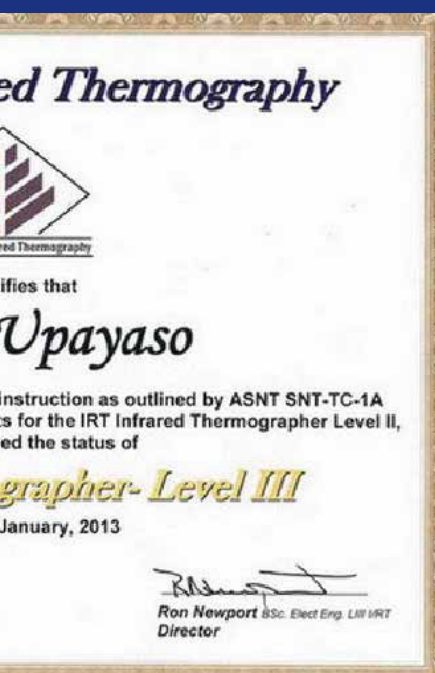 ed Thermography
red Thermography
ifies that
Upayaso
instruction as outlined by ASNT SNT-TC-1A
ts for the IRT Infrared Thermographer Level II,
ed the status of
grapher- Level III
January, 2013
Ron Newport BSc. Elect Eng. LIII I/IRT
Director